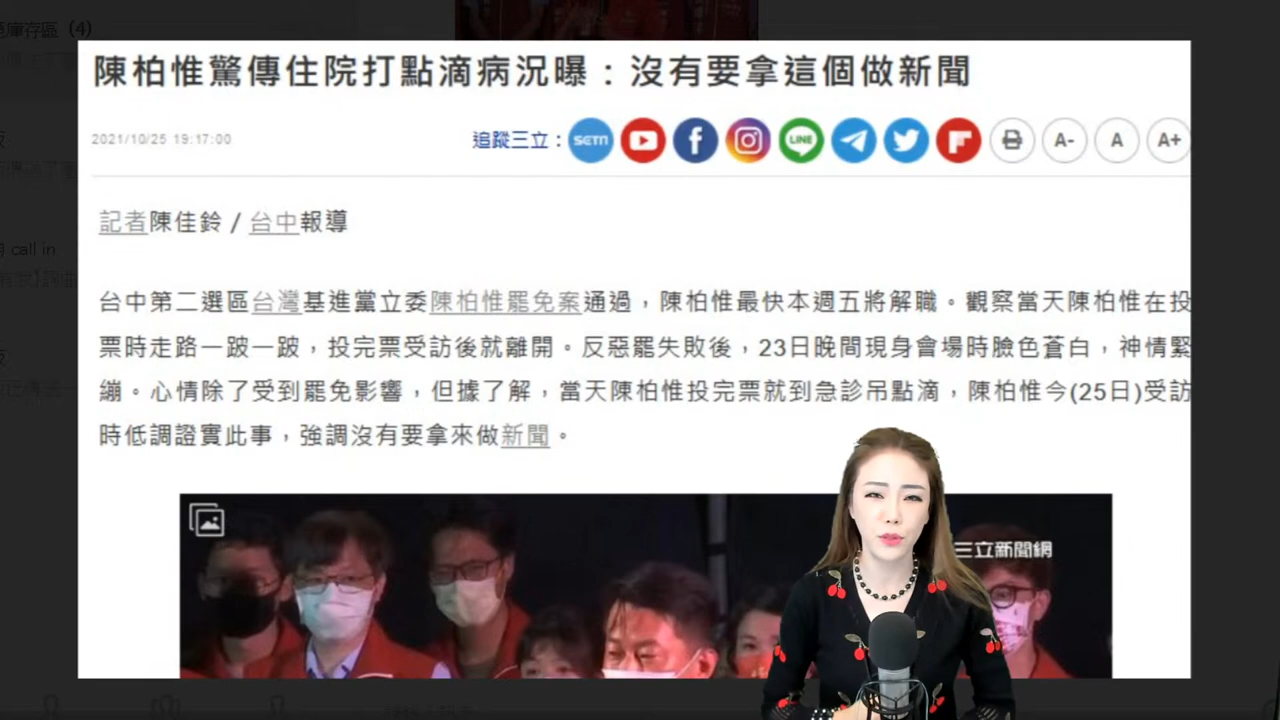 庫存區 (4)
陳柏惟驚傳住院打點滴病況曝：沒有要拿這個做新聞
2021/10/25 19:17:00
追蹤三立：
SETN
LINE
A-
A
A+
記者陳佳鈴 / 台中報導
call in
台中第二選區台灣基進黨立委陳柏惟罷免案通過，陳柏惟最快本週五將解職。觀察當天陳柏惟在投
票時走路一跛一跛，投完票受訪後就離開。反惡罷失敗後，23日晚間現身會場時臉色蒼白，神情緊
繃。心情除了受到罷免影響，但據了解，當天陳柏惟投完票就到急診吊點滴，陳柏惟今(25日)受訪
時低調證實此事，強調沒有要拿來做新聞。
三立新聞網